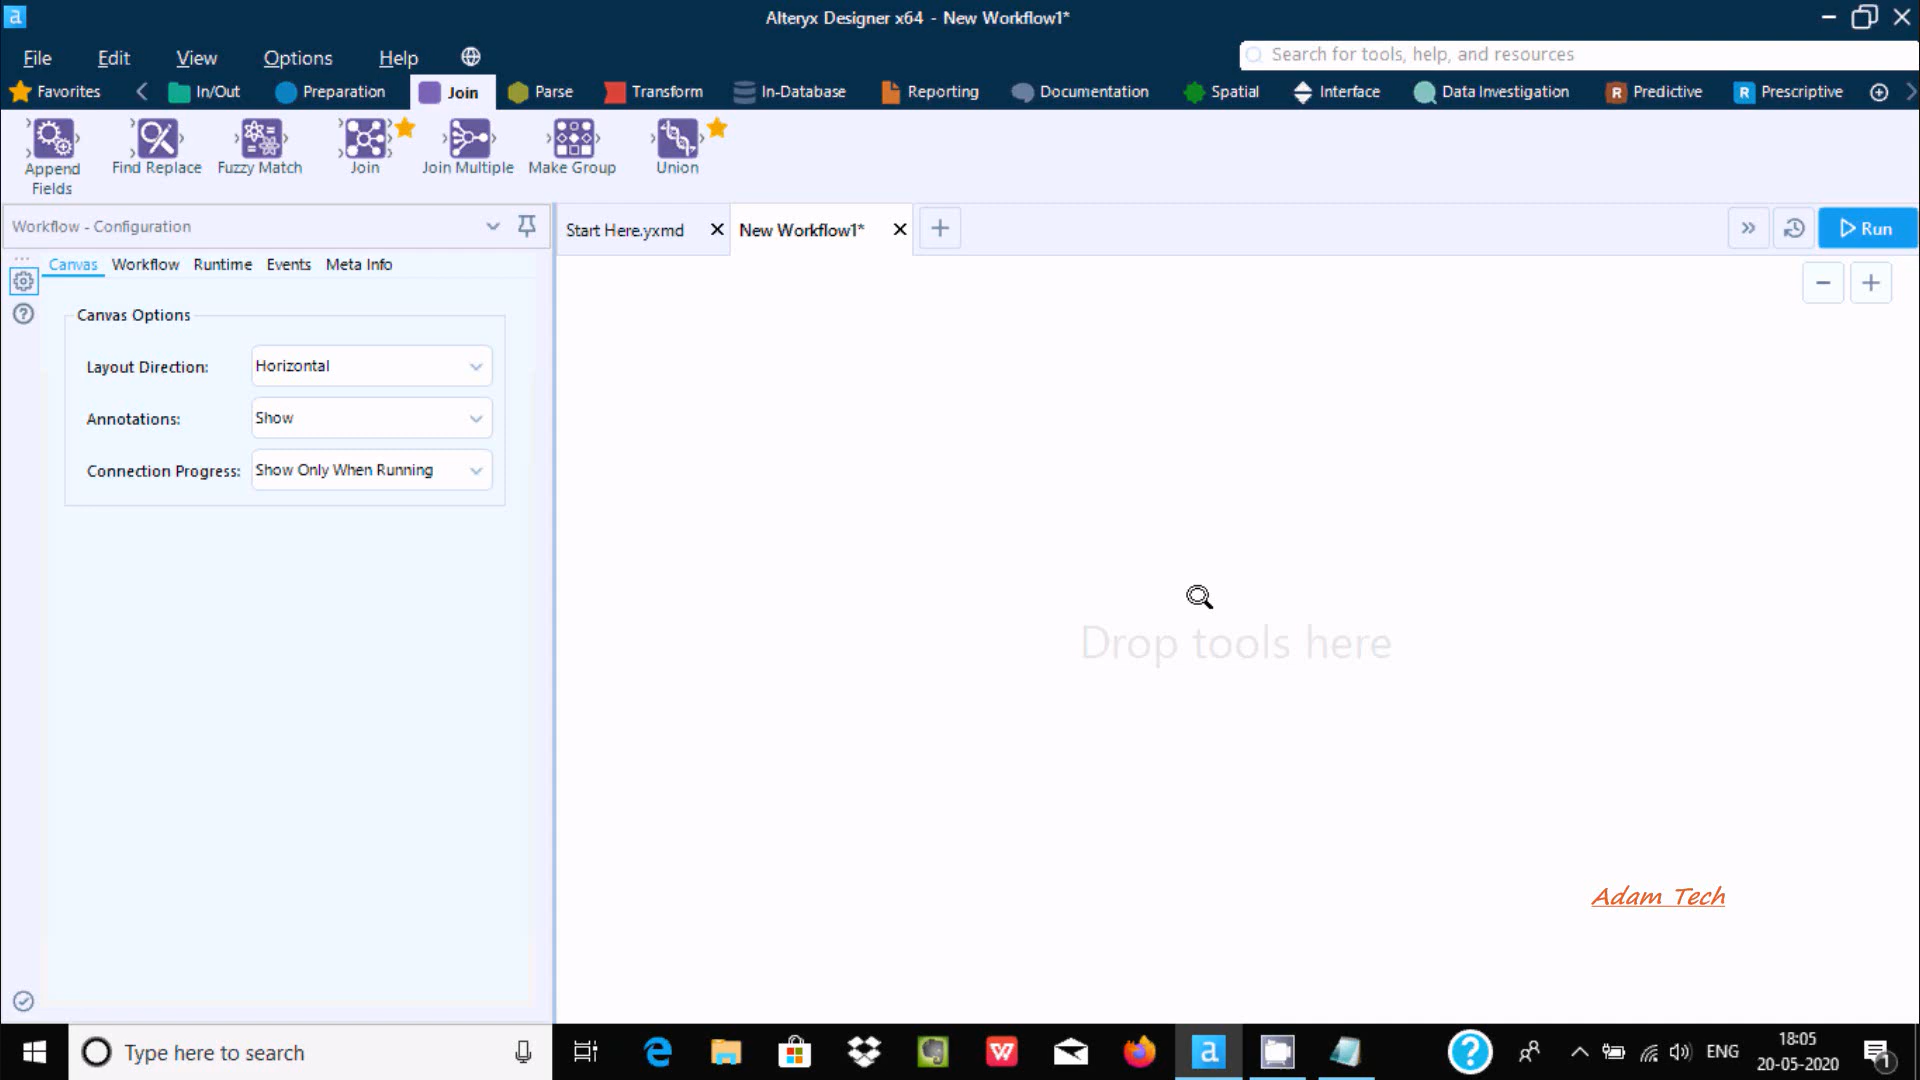 Alteryx Designer x64 - New Workflow1*
File Edit View Options Help
Search for tools, help, and resources
Favorites In/Out Preparation Join Parse Transform In-Database Reporting Documentation Spatial Interface Data Investigation Predictive Prescriptive
Append Fields
Find Replace
Fuzzy Match
Join
Join Multiple
Make Group
Union
Workflow - Configuration
Start Here.yxmd
New Workflow1*
Run
Canvas Workflow Runtime Events Meta Info
Canvas Options
Layout Direction: Horizontal
Annotations: Show
Connection Progress: Show Only When Running
Drop tools here
Adam Tech
Type here to search
ENG
18:05
20-05-2020
1